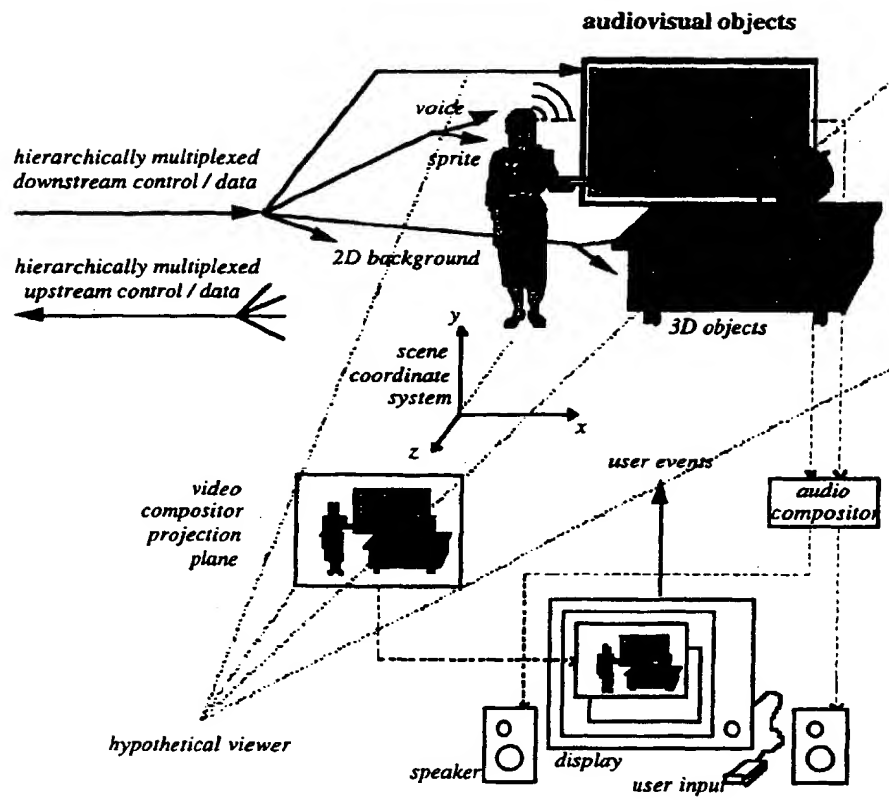 audiovisual objects
voice
sprite
hierarchically multiplexed
downstream control / data
2D background
hierarchically multiplexed
upstream control / data
3D objects
y
scene
coordinate
system
x
z
user events
video
compositor
projection
plane
audio
compositor
hypothetical viewer
speaker
display
user input